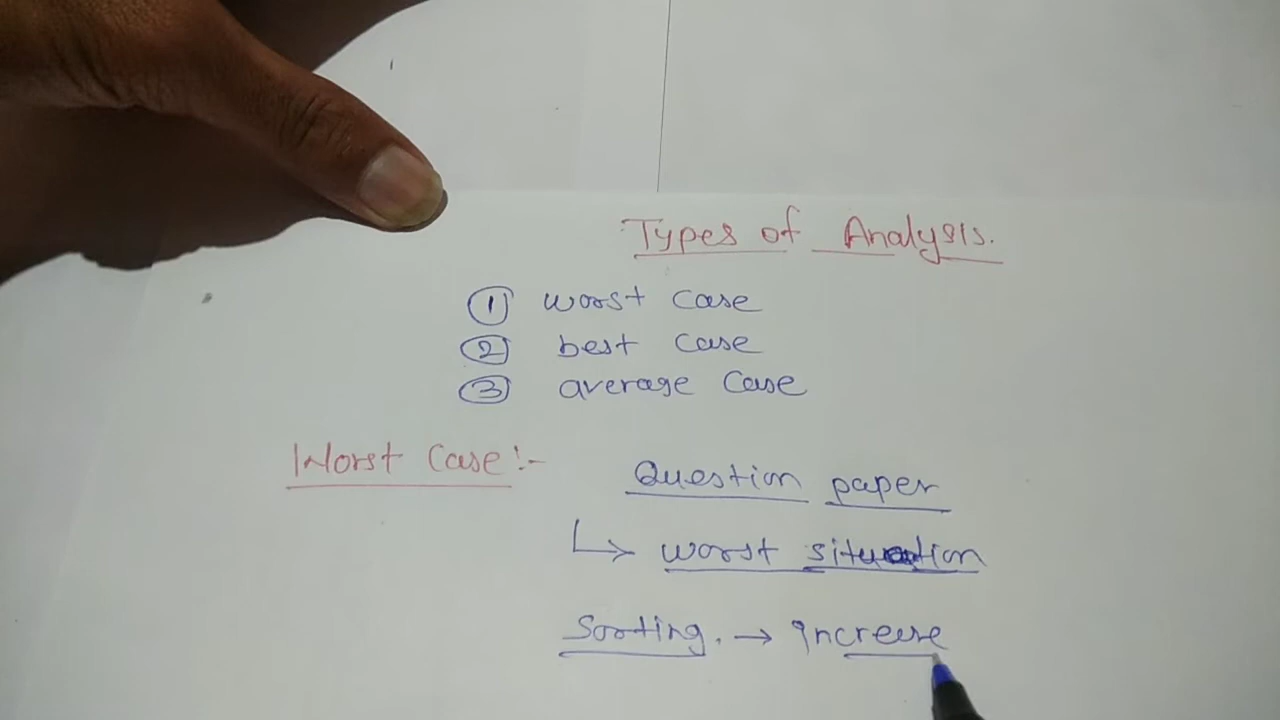 Types of Analysis.
① worst case
② best case
③ average case
Worst Case:-
Question paper
↳ worst situation
Sorting. → increase